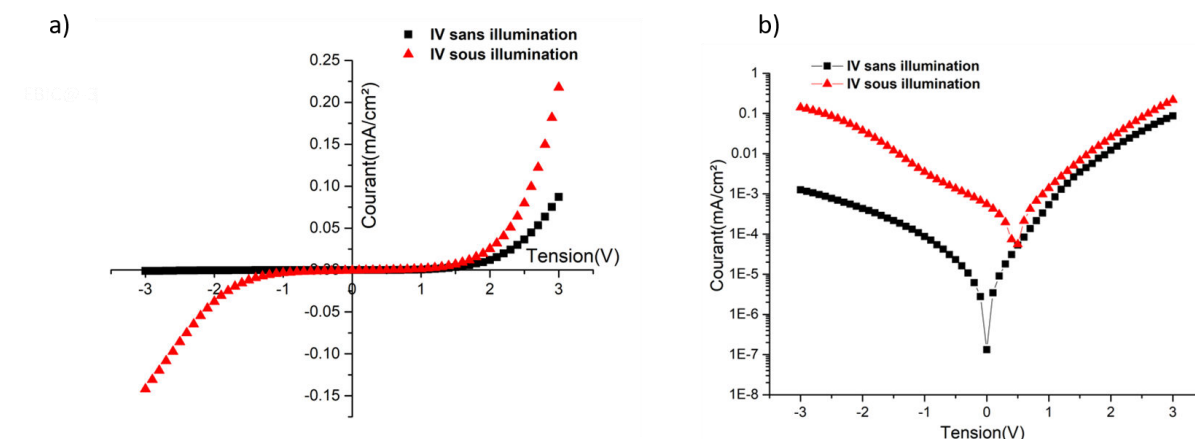 a)
IV sans illumination
IV sous illumination
0.25
0.20
0.15
0.10
0.05
0.00
-0.05
-0.10
-0.15
Courant(mA/cm²)
Tension(V)
-3 -2 -1 0 1 2 3
b)
IV sans illumination
IV sous illumination
1
0.1
0.01
1E-3
1E-4
1E-5
1E-6
1E-7
1E-8
Courant(mA/cm²)
-3 -2 -1 0 1 2 3
Tension(V)